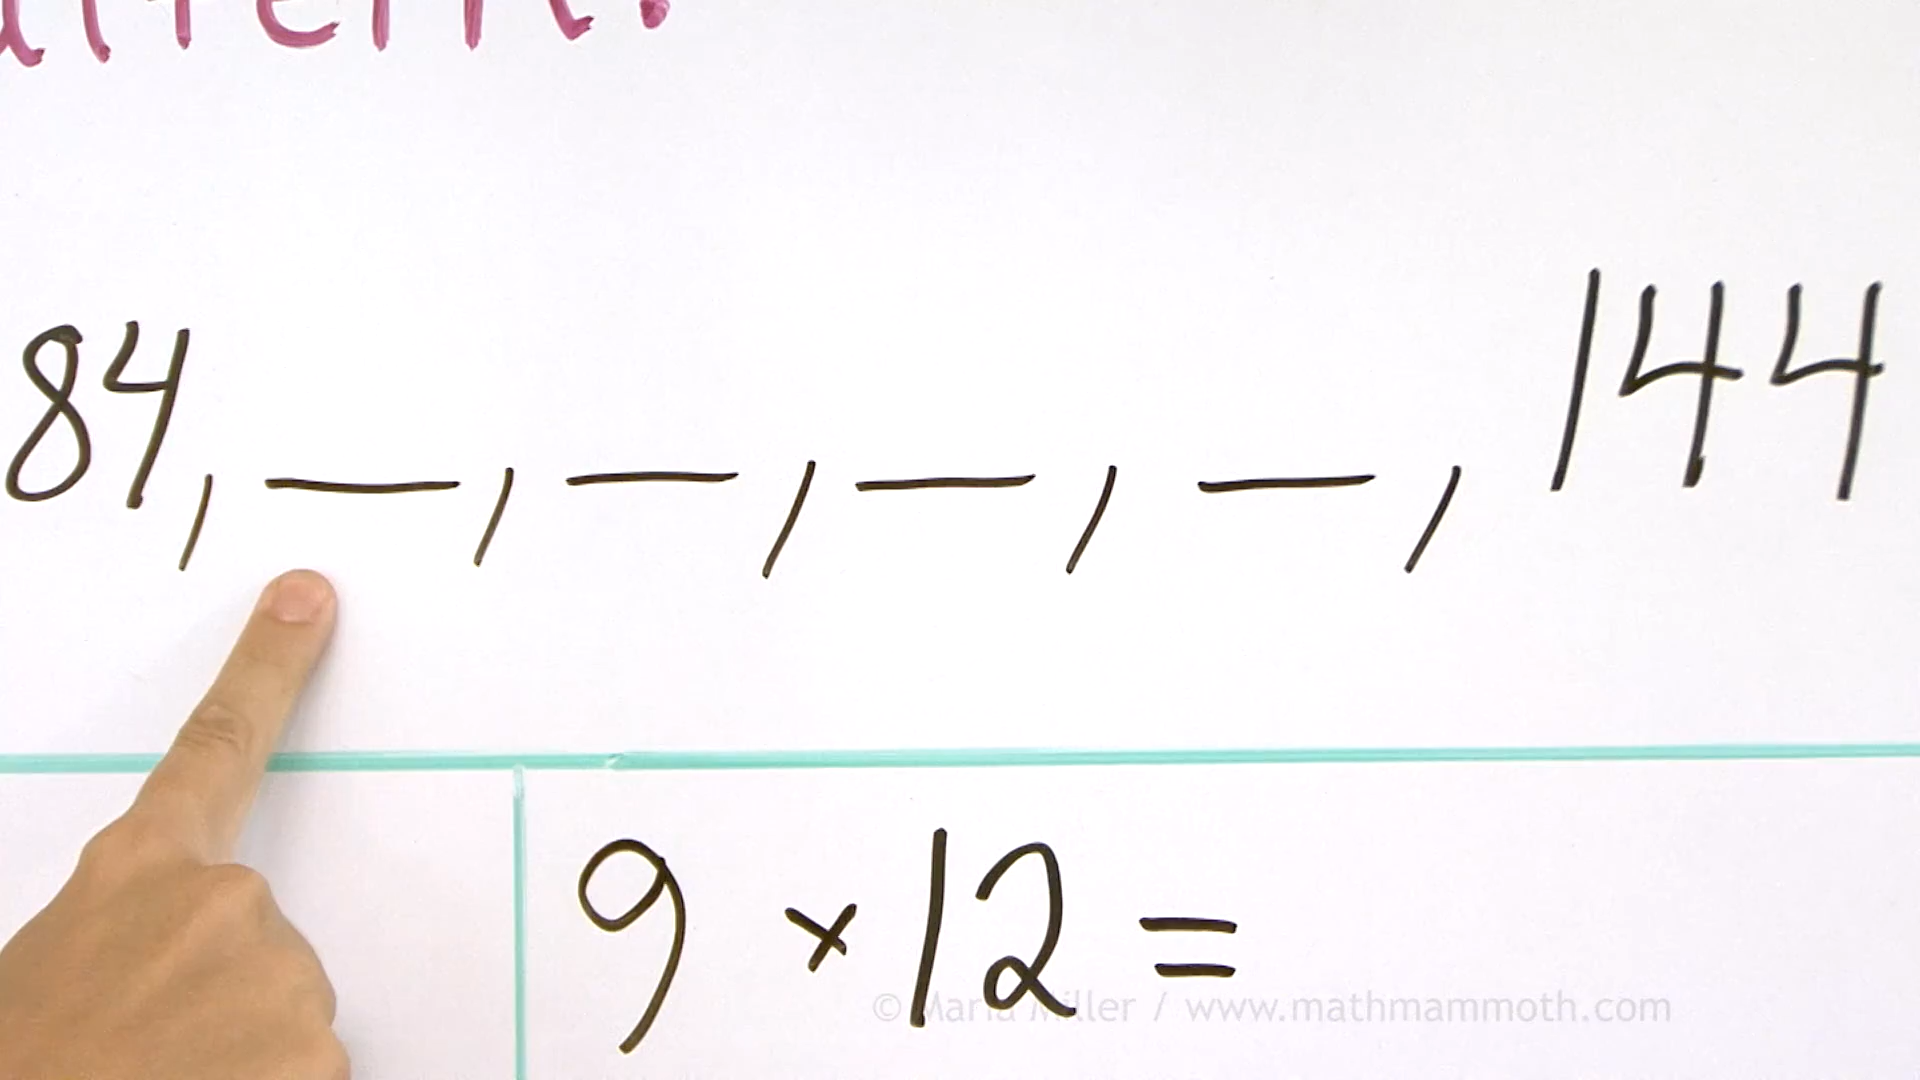 84, __, __, __, __, 144
9 × 12 =
© Maria Miller / www.mathmammoth.com